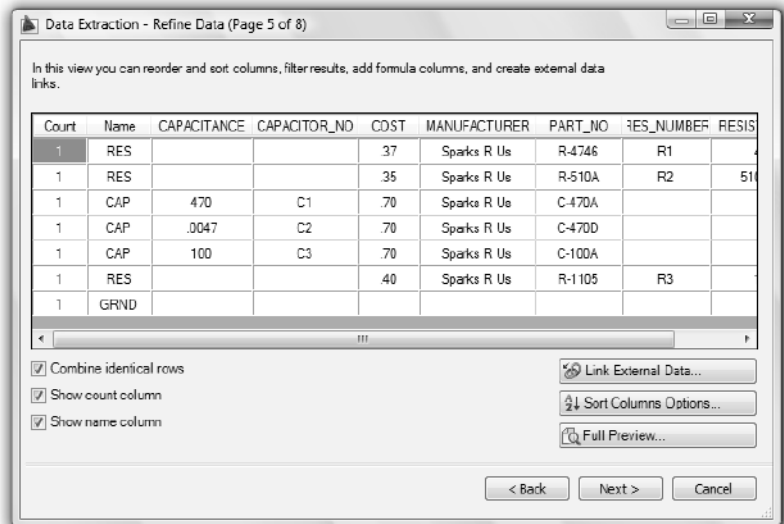 Data Extraction - Refine Data (Page 5 of 8)
In this view you can reorder and sort columns, filter results, add formula columns, and create external data
links.
Count Name CAPACITANCE CAPACITOR_NO COST MANUFACTURER PART_NO RES_NUMBER RESIS
1 RES .37 Sparks R Us R-4746 R1
1 RES .35 Sparks R Us R-510A R2 510
1 CAP 470 C1 .70 Sparks R Us C-470A
1 CAP .0047 C2 .70 Sparks R Us C-470D
1 CAP 100 C3 .70 Sparks R Us C-100A
1 RES .40 Sparks R Us R-1105 R3
1 GRND
Combine identical rows
Show count column
Show name column
Link External Data...
Sort Columns Options...
Full Preview...
< Back Next > Cancel